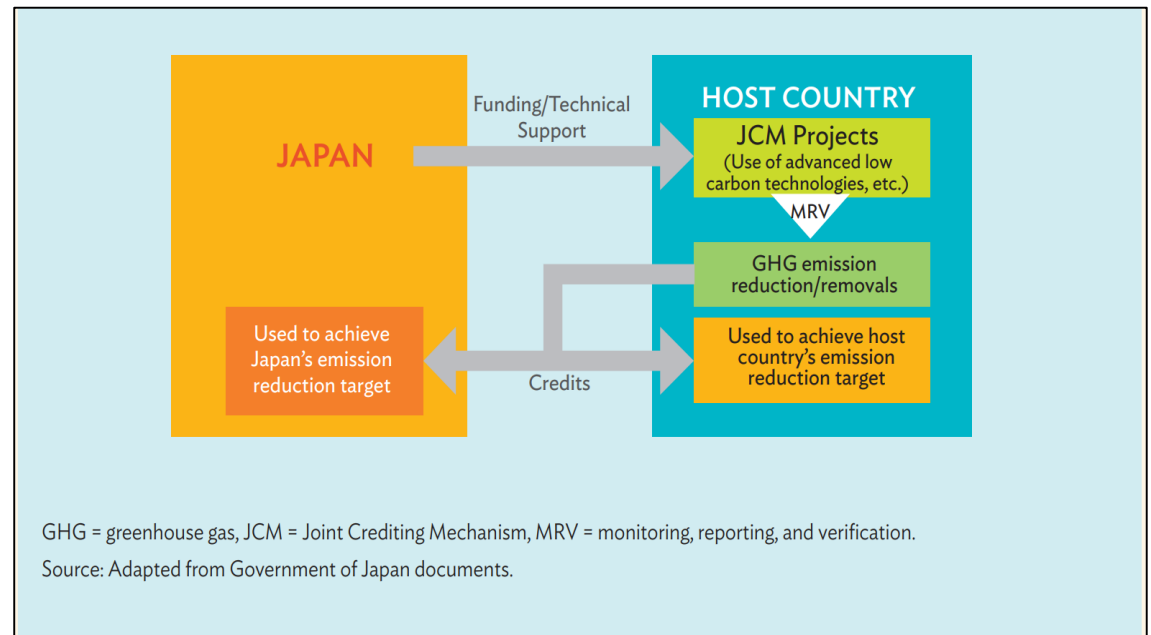 JAPAN
Funding/Technical
Support
HOST COUNTRY
JCM Projects
(Use of advanced low
carbon technologies, etc.)
MRV
GHG emission
reduction/removals
Used to achieve
Japan's emission
reduction target
Credits
Used to achieve host
country's emission
reduction target
GHG = greenhouse gas, JCM = Joint Crediting Mechanism, MRV = monitoring, reporting, and verification.
Source: Adapted from Government of Japan documents.